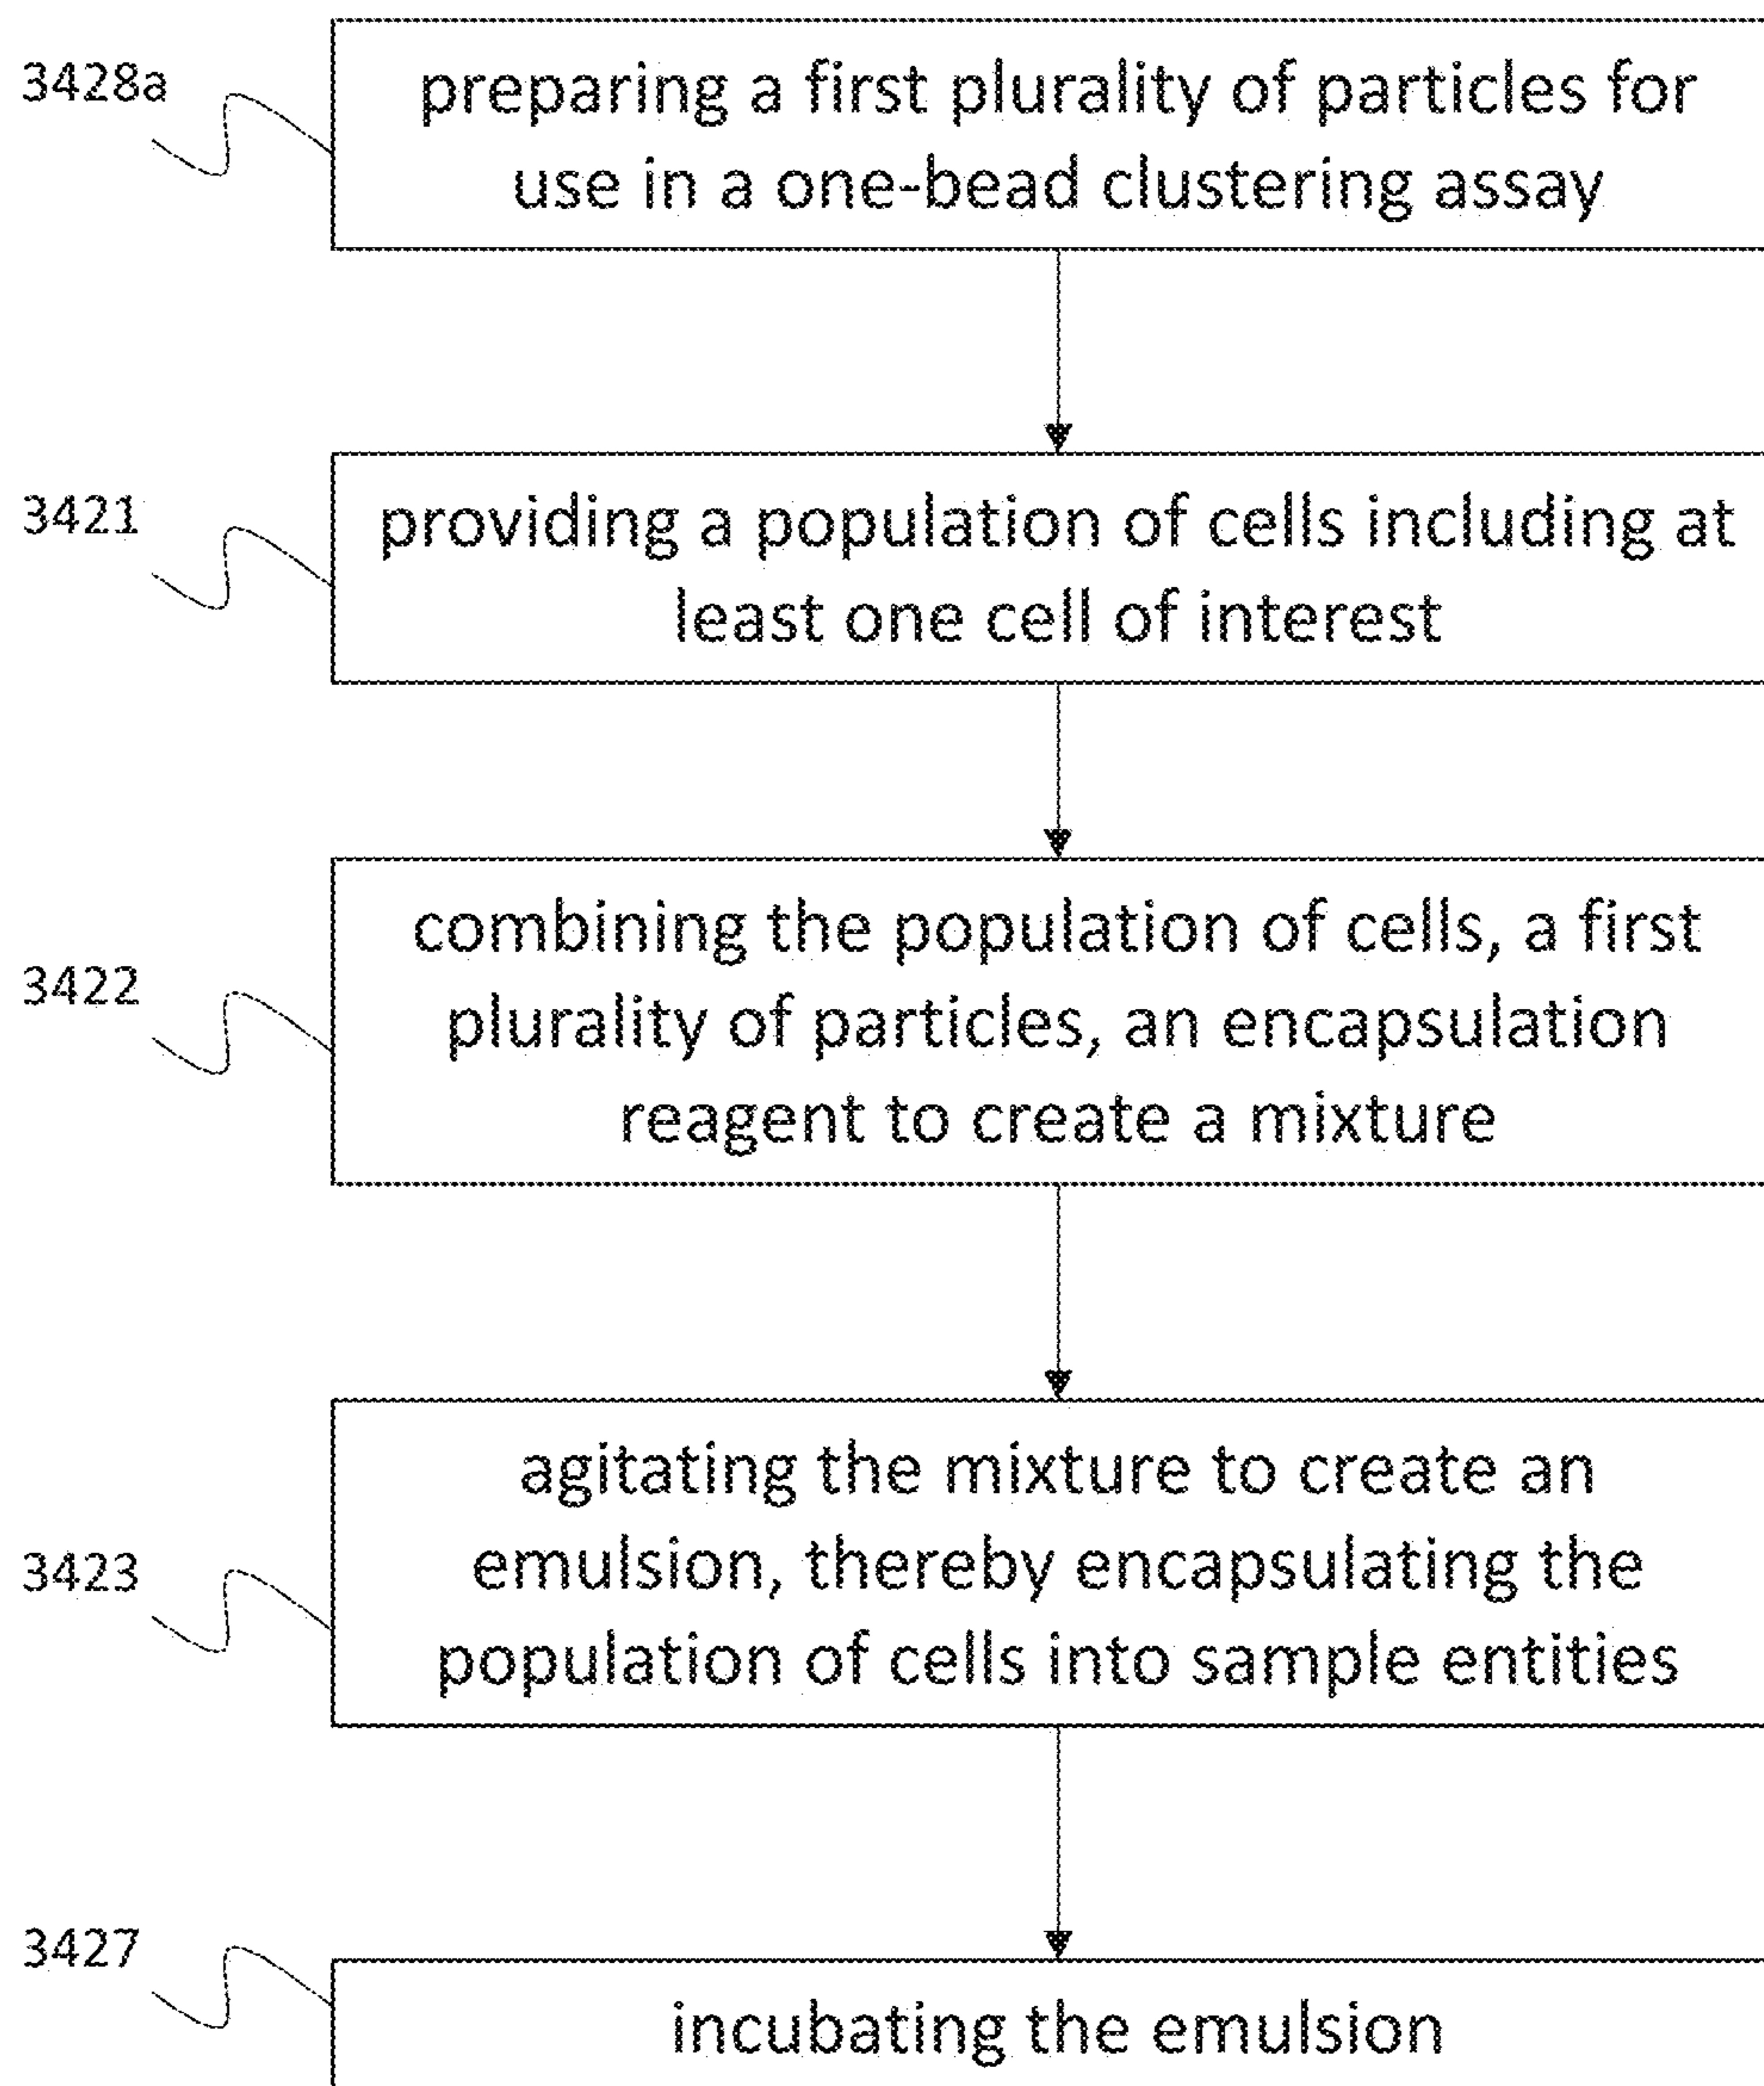 3428a
preparing a first plurality of particles for
use in a one-bead clustering assay
3421
providing a population of cells including at
least one cell of interest
3422
combining the population of cells, a first
plurality of particles, an encapsulation
reagent to create a mixture
3423
agitating the mixture to create an
emulsion, thereby encapsulating the
population of cells into sample entities
3427
incubating the emulsion